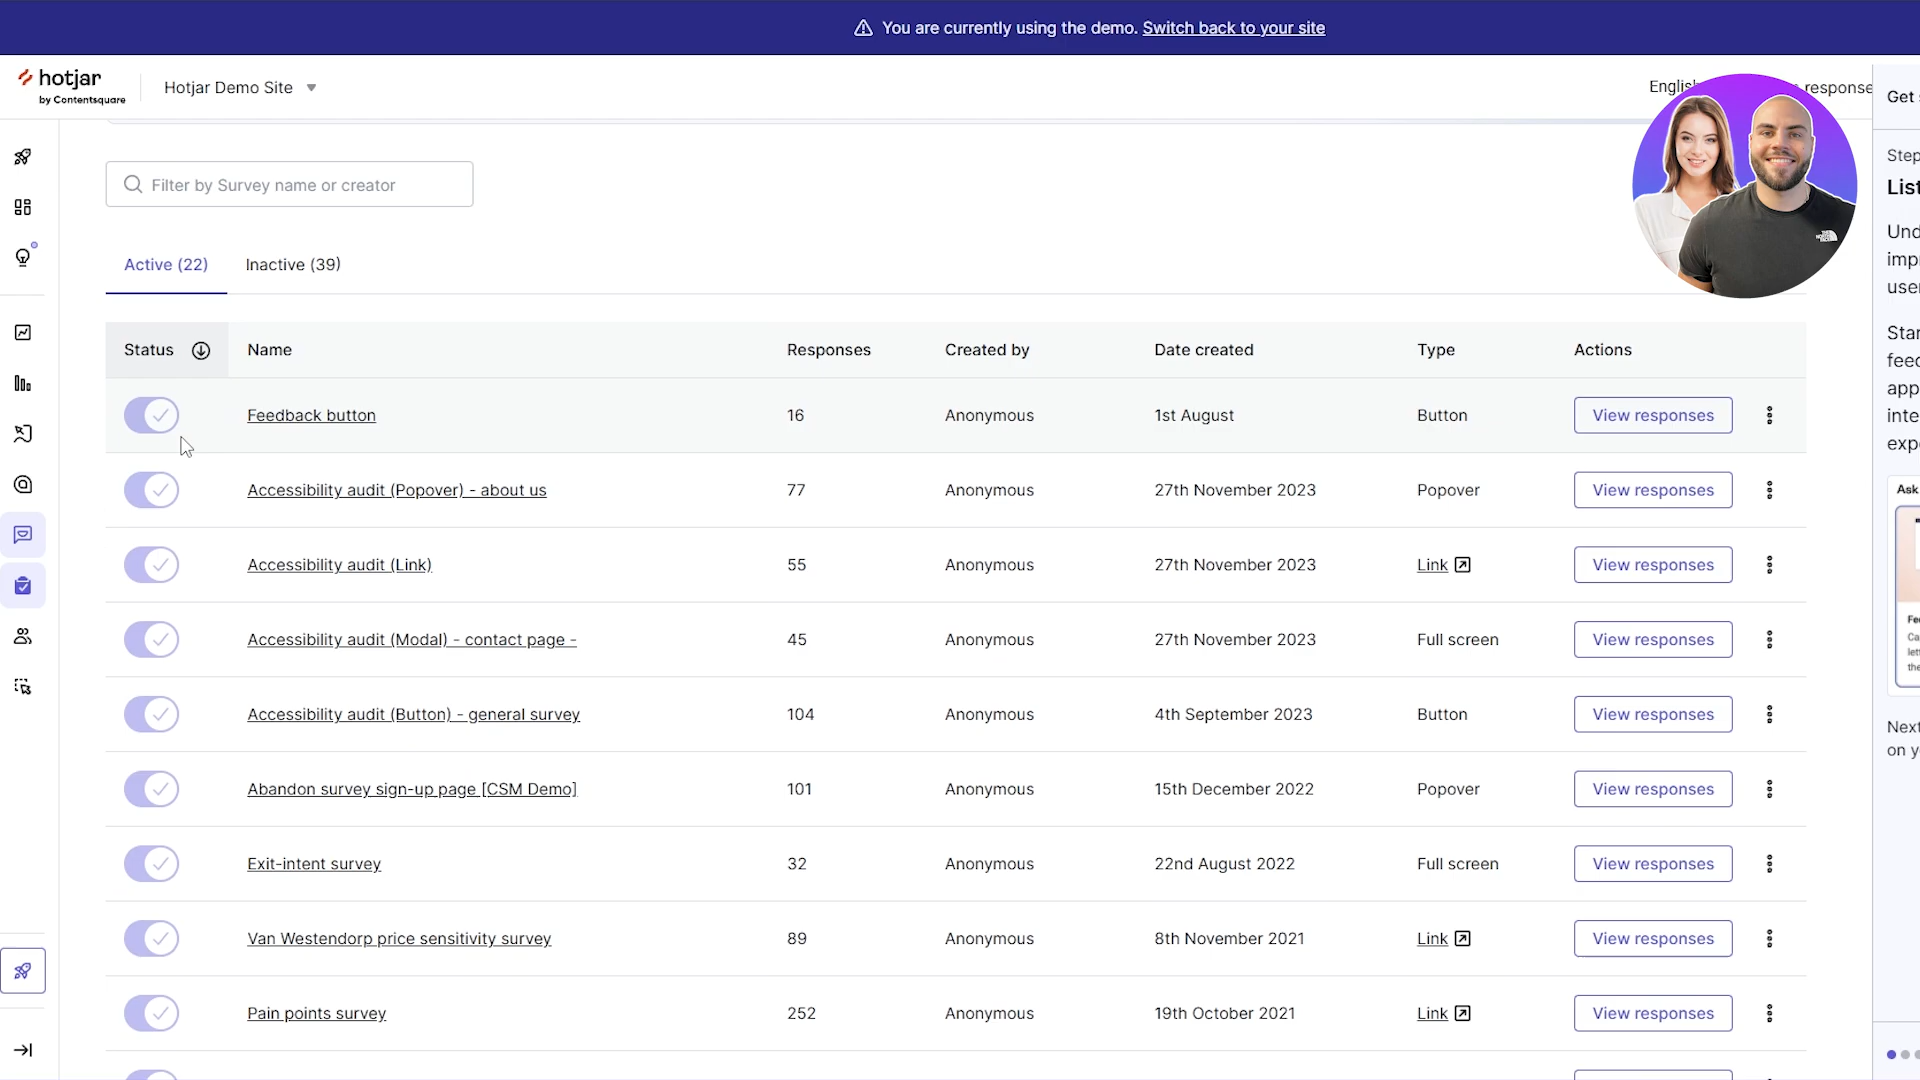 You are currently using the demo. Switch back to your site
hotjar
by Contentsquare
Hotjar Demo Site
English
response
Get
Filter by Survey name or creator
Active (22)
Inactive (39)
Status
Name
Responses
Created by
Date created
Type
Actions
Feedback button
16
Anonymous
1st August
Button
View responses
Accessibility audit (Popover) - about us
77
Anonymous
27th November 2023
Popover
View responses
Accessibility audit (Link)
55
Anonymous
27th November 2023
Link
View responses
Accessibility audit (Modal) - contact page -
45
Anonymous
27th November 2023
Full screen
View responses
Accessibility audit (Button) - general survey
104
Anonymous
4th September 2023
Button
View responses
Abandon survey sign-up page [CSM Demo]
101
Anonymous
15th December 2022
Popover
View responses
Exit-intent survey
32
Anonymous
22nd August 2022
Full screen
View responses
Van Westendorp price sensitivity survey
89
Anonymous
8th November 2021
Link
View responses
Pain points survey
252
Anonymous
19th October 2021
Link
View responses
Step
List
Und
imp
user
Star
feed
app
inte
exp
Ask
Fe
Ca
let
the
Next
on y